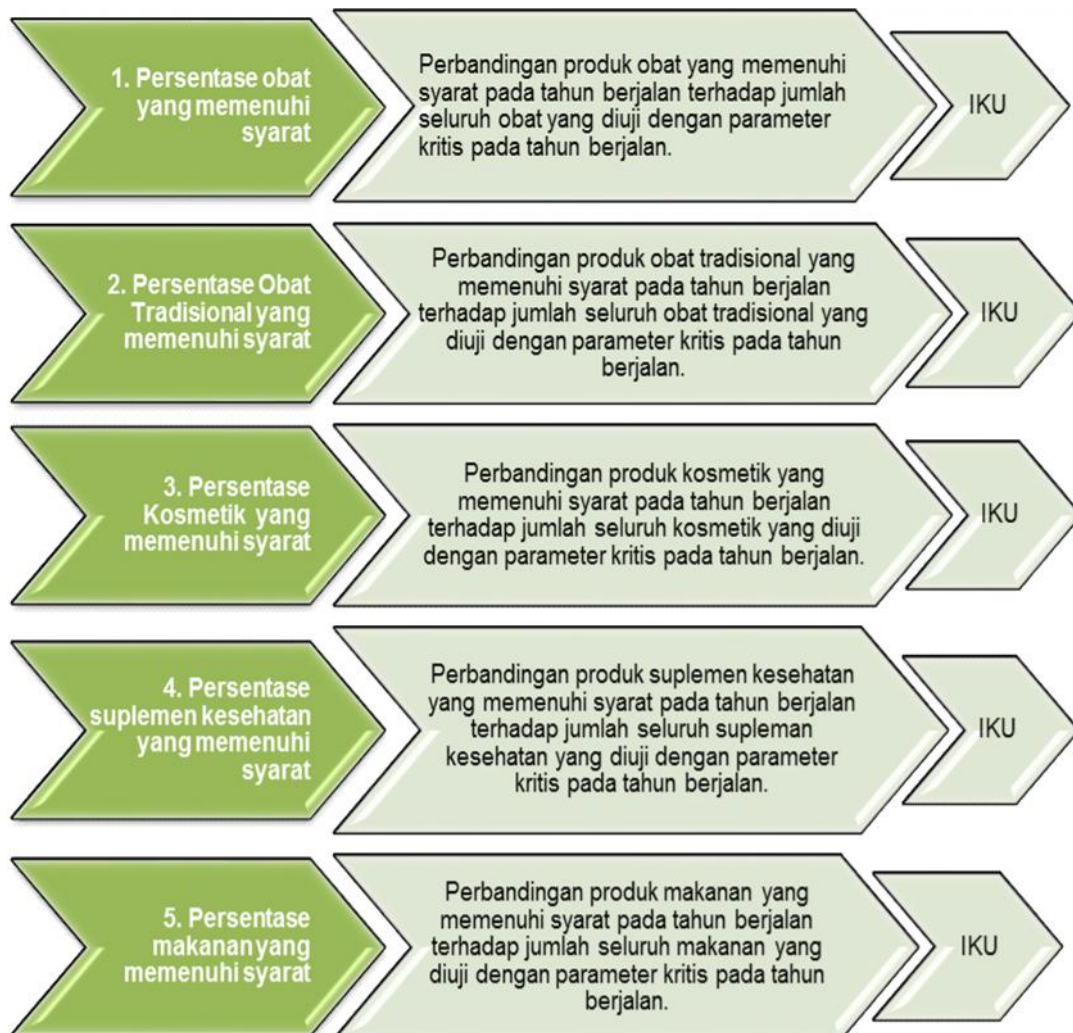 1. Persentase obat
yang memenuhi
syarat
Perbandingan produk obat yang memenuhi
syarat pada tahun berjalan terhadap jumlah
seluruh obat yang diuji dengan parameter
kritis pada tahun berjalan.
IKU
2. Persentase Obat
Tradisional yang
memenuhi syarat
Perbandingan produk obat tradisional yang
memenuhi syarat pada tahun berjalan
terhadap jumlah seluruh obat tradisional yang
diuji dengan parameter kritis pada tahun
berjalan.
IKU
3. Persentase
Kosmetik yang
memenuhi syarat
Perbandingan produk kosmetik yang
memenuhi syarat pada tahun berjalan
terhadap jumlah seluruh kosmetik yang diuji
dengan parameter kritis pada tahun berjalan.
IKU
4. Persentase
suplemen kesehatan
yang memenuhi
syarat
Perbandingan produk suplemen kesehatan
yang memenuhi syarat pada tahun berjalan
terhadap jumlah seluruh supleman
kesehatan yang diuji dengan parameter
kritis pada tahun berjalan.
IKU
5. Persentase
makanan yang
memenuhi syarat
Perbandingan produk makanan yang
memenuhi syarat pada tahun berjalan
terhadap jumlah seluruh makanan yang
diuji dengan parameter kritis pada tahun
berjalan.
IKU